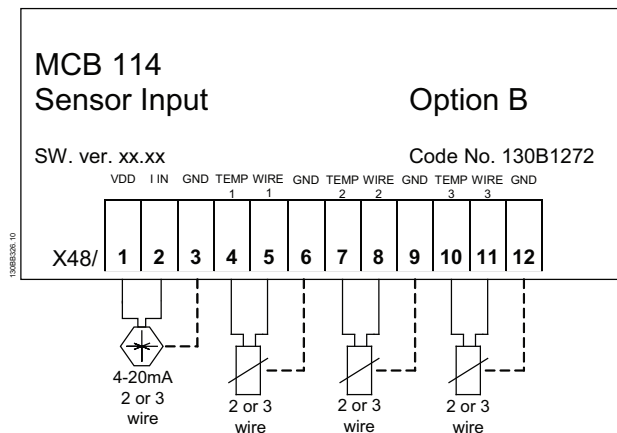 MCB 114
Sensor Input Option B
SW. ver. xx.xx Code No. 130B1272
VDD I IN GND TEMP WIRE GND TEMP WIRE GND TEMP WIRE GND
1 1 2 2 3 3
X48/ 1 2 3 4 5 6 7 8 9 10 11 12
130BB326.10
4-20mA
2 or 3 2 or 3 2 or 3 2 or 3
wire wire wire wire